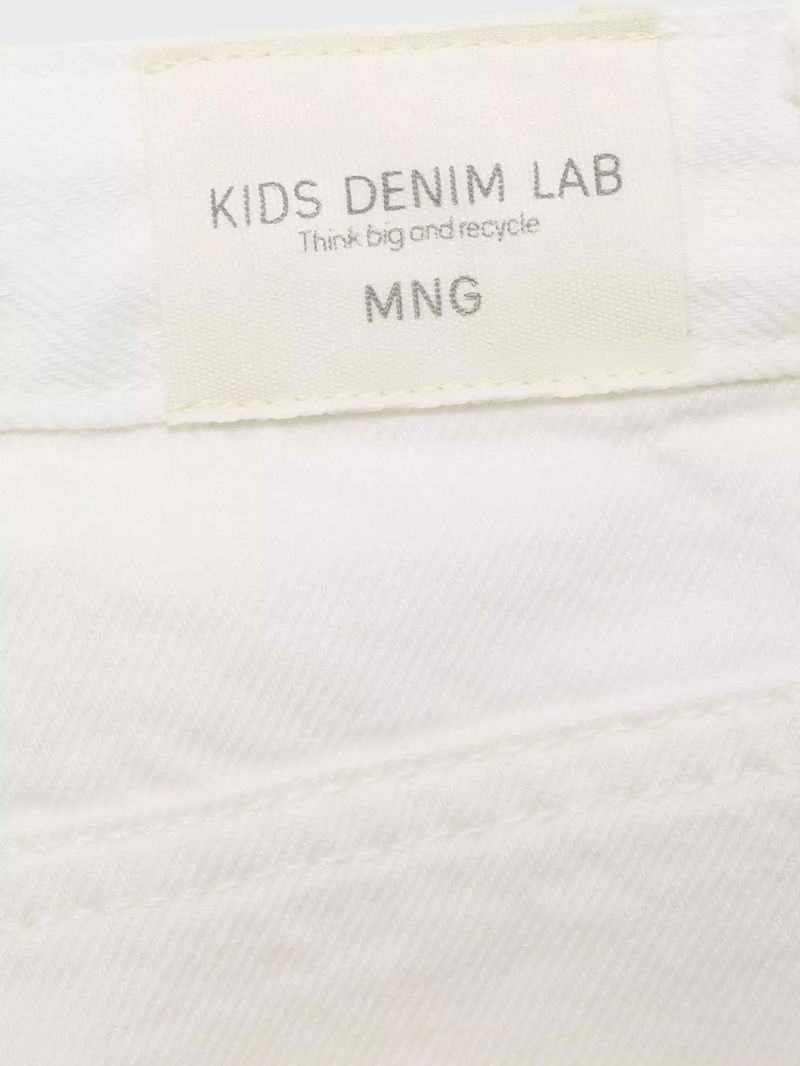 KIDS DENIM LAB
Think big and recycle
MNG